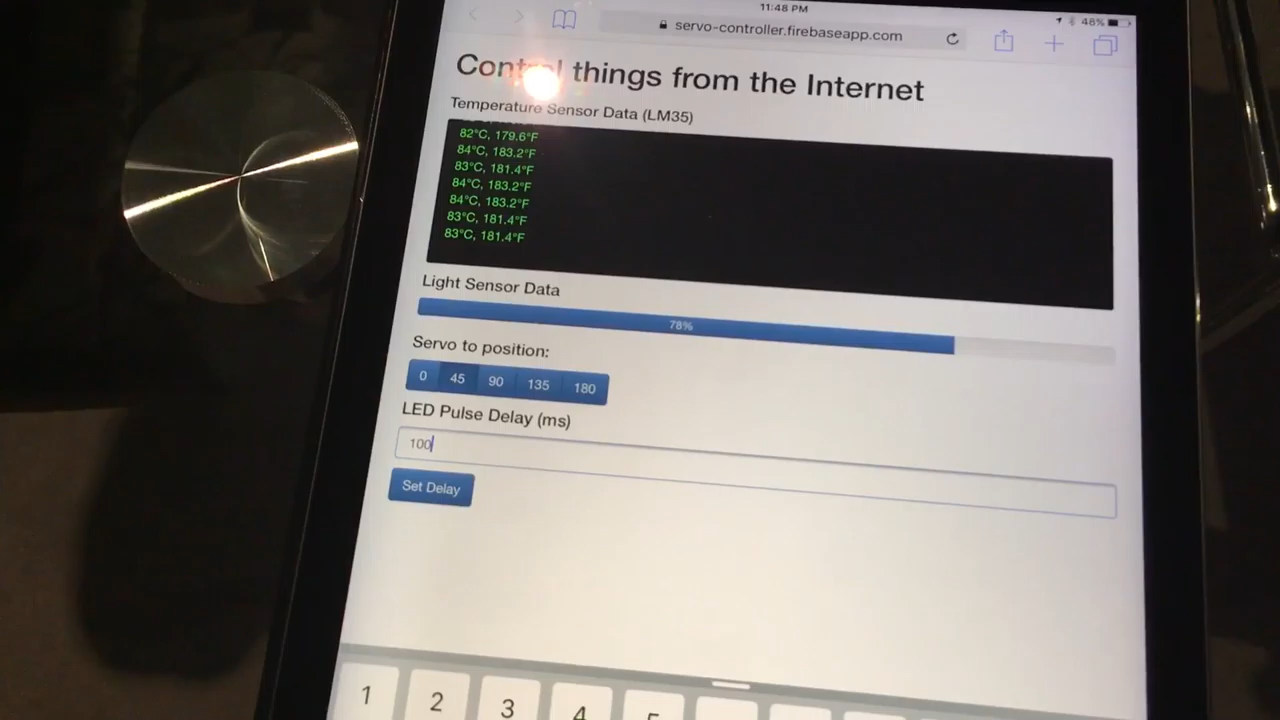 11:48 PM
48%
servo-controller.firebaseapp.com
Control things from the Internet
Temperature Sensor Data (LM35)
82°C, 179.6°F
84°C, 183.2°F
83°C, 181.4°F
84°C, 183.2°F
84°C, 183.2°F
83°C, 181.4°F
83°C, 181.4°F
Light Sensor Data
78%
Servo to position:
0 45 90 135 180
LED Pulse Delay (ms)
100
Set Delay
1 2 3 4 5